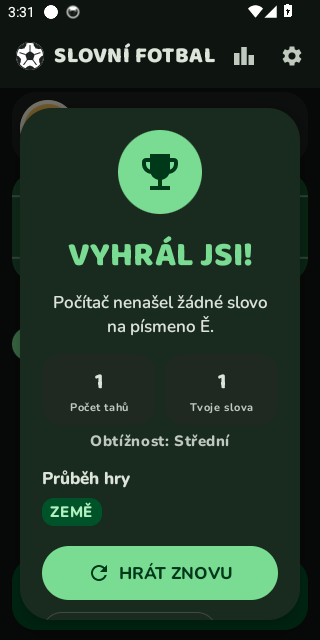 3:31
SLOVNÍ FOTBAL
VYHRÁL JSI!
Počítač nenašel žádné slovo
na písmeno Ě.
1 1
Počet tahů Tvoje slova
Obtížnost: Střední
Průběh hry
ZEMĚ
HRÁT ZNOVU